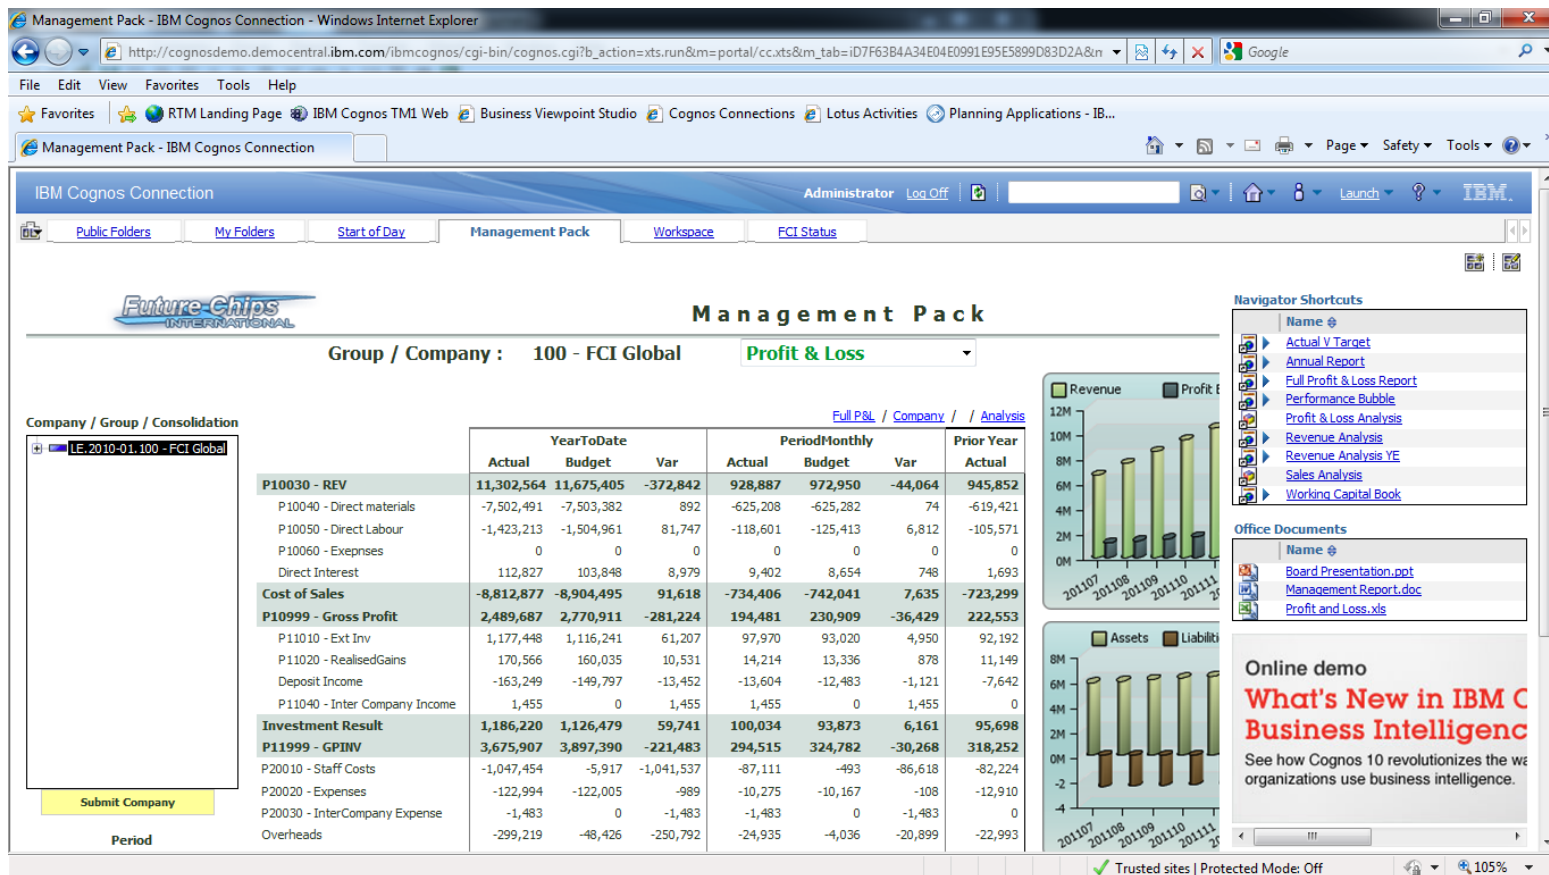 Management Pack - IBM Cognos Connection - Windows Internet Explorer
http://cognosdemo.democentral.ibm.com/ibmcognos/cgi-bin/cognos.cgi?b_action=xts.run&m=portal/cc.xts&m_tab=iD7F63B4A34E04E0991E95E5899D83D2A&n
Google
File Edit View Favorites Tools Help
Favorites RTM Landing Page IBM Cognos TM1 Web Business Viewpoint Studio Cognos Connections Lotus Activities Planning Applications - IB...
Management Pack - IBM Cognos Connection
Page Safety Tools
IBM Cognos Connection
Administrator Log Off Launch IBM.
Public Folders My Folders Start of Day Management Pack Workspace FCI Status
Future-Chips
INTERNATIONAL
Management Pack
Group / Company : 100 - FCI Global Profit & Loss
Full P&L / Company / / Analysis
Company / Group / Consolidation
LE.2010-01.100 - FCI Global
Submit Company
Period
YearToDate PeriodMonthly Prior Year
Actual Budget Var Actual Budget Var Actual
P10030 - REV 11,302,564 11,675,405 -372,842 928,887 972,950 -44,064 945,852
P10040 - Direct materials -7,502,491 -7,503,382 892 -625,208 -625,282 74 -619,421
P10050 - Direct Labour -1,423,213 -1,504,961 81,747 -118,601 -125,413 6,812 -105,571
P10060 - Exepnses 0 0 0 0 0 0 0
Direct Interest 112,827 103,848 8,979 9,402 8,654 748 1,693
Cost of Sales -8,812,877 -8,904,495 91,618 -734,406 -742,041 7,635 -723,299
P10999 - Gross Profit 2,489,687 2,770,911 -281,224 194,481 230,909 -36,429 222,553
P11010 - Ext Inv 1,177,448 1,116,241 61,207 97,970 93,020 4,950 92,192
P11020 - RealisedGains 170,566 160,035 10,531 14,214 13,336 878 11,149
Deposit Income -163,249 -149,797 -13,452 -13,604 -12,483 -1,121 -7,642
P11040 - Inter Company Income 1,455 0 1,455 1,455 0 1,455 0
Investment Result 1,186,220 1,126,479 59,741 100,034 93,873 6,161 95,698
P11999 - GPINV 3,675,907 3,897,390 -221,483 294,515 324,782 -30,268 318,252
P20010 - Staff Costs -1,047,454 -5,917 -1,041,537 -87,111 -493 -86,618 -82,224
P20020 - Expenses -122,994 -122,005 -989 -10,275 -10,167 -108 -12,910
P20030 - InterCompany Expense -1,483 0 -1,483 -1,483 0 -1,483 0
Overheads -299,219 -48,426 -250,792 -24,935 -4,036 -20,899 -22,993
Revenue Profit E
12M
10M
8M
6M
4M
2M
0M
201107 201108 201109 201110 201111
Assets Liabiliti
8M
6M
4M
2M
0M
-2
-4
201107 201108 201109 201110 201111
Navigator Shortcuts
Name
Actual V Target
Annual Report
Full Profit & Loss Report
Performance Bubble
Profit & Loss Analysis
Revenue Analysis
Revenue Analysis YE
Sales Analysis
Working Capital Book
Office Documents
Name
Board Presentation.ppt
Management Report.doc
Profit and Loss.xls
Online demo
What's New in IBM C
Business Intelligenc
See how Cognos 10 revolutionizes the wa
organizations use business intelligence.
Trusted sites | Protected Mode: Off 105%